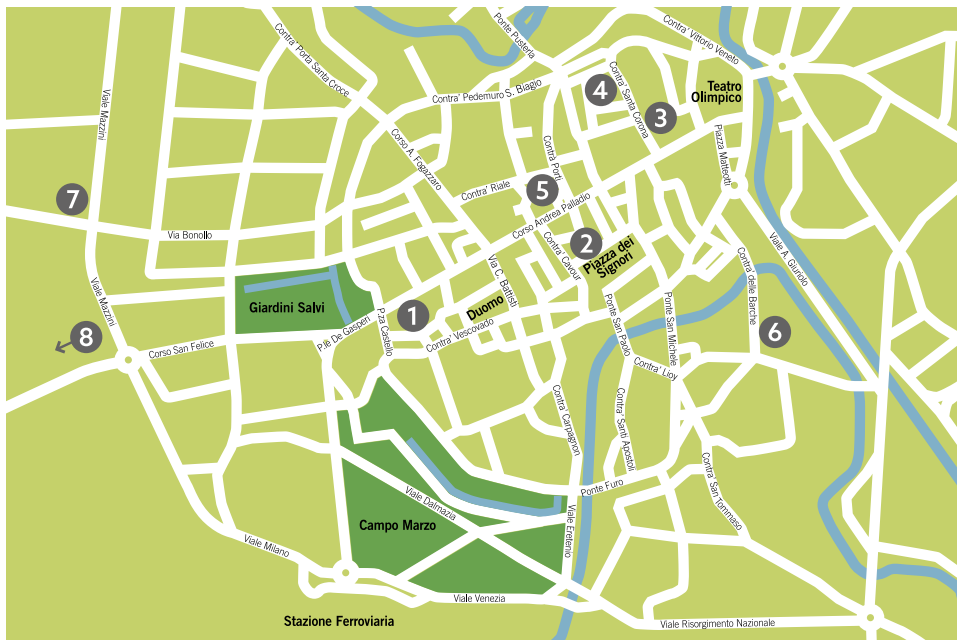 Ponte Pusterla
Contra' Vittorio Veneto
Contra' Porta Santa Croce
Viale Mazzini
Contra' Pedemuro S. Biagio
Contra' Santa Corona
Teatro
Olimpico
4
3
Corso A. Fogazzaro
Contrà Porti
Piazza Matteotti
7
Contra' Riale
5
Corso Andrea Palladio
Via Bonollo
2
Contra' Cavour
Piazza dei
Signori
Viale A. Giuriolo
Contra' delle Barche
Via C. Battisti
Viale Mazzini
Giardini Salvi
Duomo
1
P.za Castello
P.lè De Gasperi
Contra' Vescovado
Ponte San Paolo
Ponte San Michele
8
Corso San Felice
6
Contra' Lioy
Contra' Carpagnon
Contra' Santi Apostoli
Contra' San Tommaso
Ponte Furo
Viale Dalmazia
Campo Marzo
Viale Eretenio
Viale Milano
Viale Venezia
Stazione Ferroviaria
Viale Risorgimento Nazionale